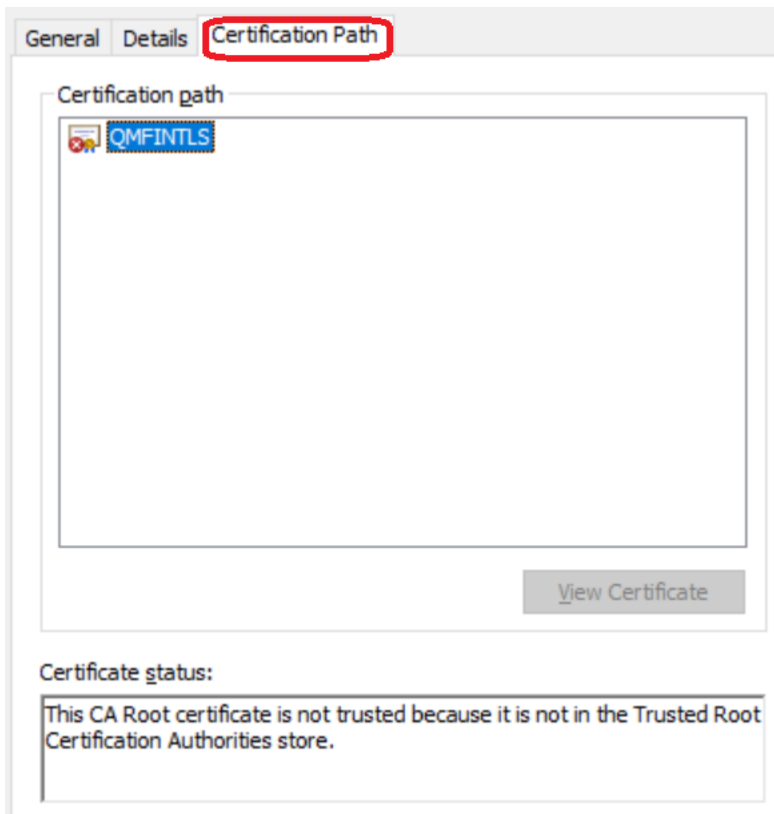 General Details Certification Path
Certification path
QMFINTLS
View Certificate
Certificate status:
This CA Root certificate is not trusted because it is not in the Trusted Root
Certification Authorities store.